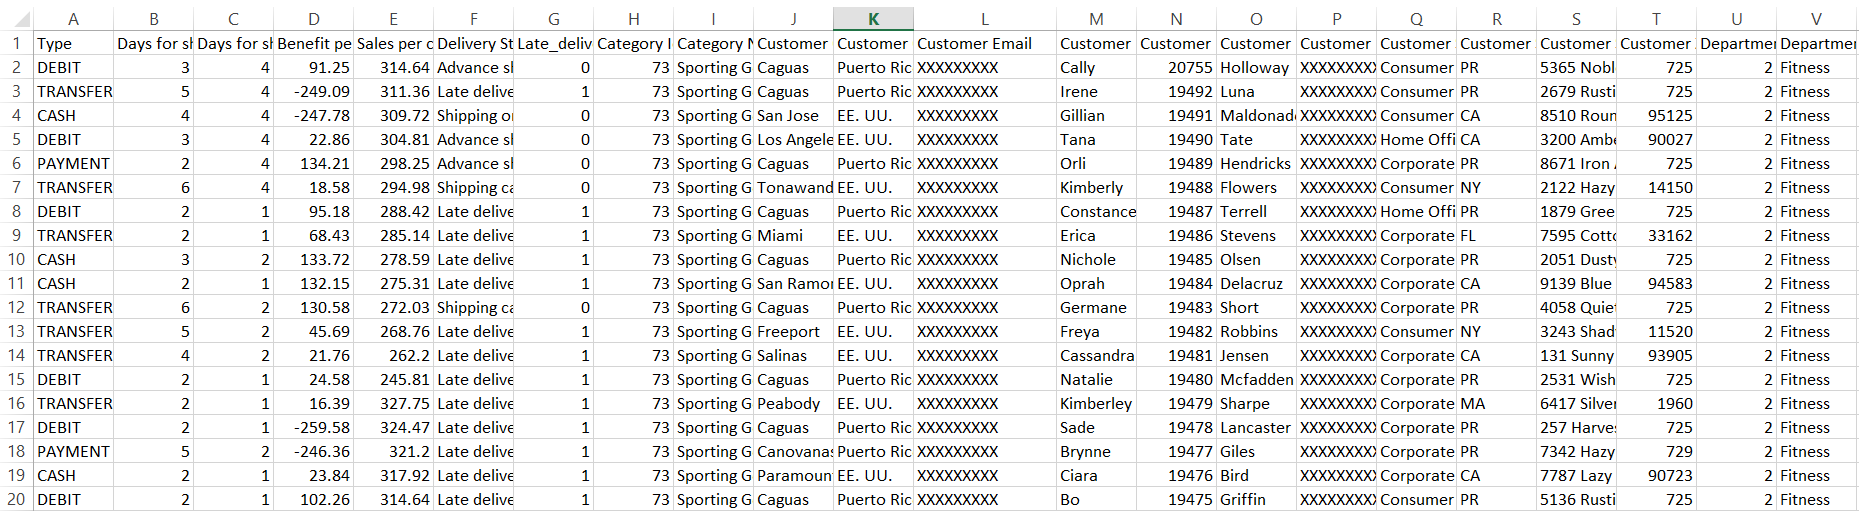 A B C D E F G H I J K L M N O P Q R S T U V
1 Type Days for sh Days for sh Benefit pe Sales per c Delivery St Late_deliv Category I Category N Customer Customer Customer Email Customer Customer Customer Customer Customer Customer Customer Customer Departmen Departmen
2 DEBIT 3 4 91.25 314.64 Advance sh 0 73 Sporting G Caguas Puerto Ric XXXXXXXXX Cally 20755 Holloway XXXXXXXXX Consumer PR 5365 Nobl 725 2 Fitness
3 TRANSFER 5 4 -249.09 311.36 Late delive 1 73 Sporting G Caguas Puerto Ric XXXXXXXXX Irene 19492 Luna XXXXXXXXX Consumer PR 2679 Rusti 725 2 Fitness
4 CASH 4 4 -247.78 309.72 Shipping o 0 73 Sporting G San Jose EE. UU. XXXXXXXXX Gillian 19491 Maldonad XXXXXXXXX Consumer CA 8510 Roun 95125 2 Fitness
5 DEBIT 3 4 22.86 304.81 Advance sh 0 73 Sporting G Los Angele EE. UU. XXXXXXXXX Tana 19490 Tate XXXXXXXXX Home Offi CA 3200 Ambe 90027 2 Fitness
6 PAYMENT 2 4 134.21 298.25 Advance sh 0 73 Sporting G Caguas Puerto Ric XXXXXXXXX Orli 19489 Hendricks XXXXXXXXX Corporate PR 8671 Iron 725 2 Fitness
7 TRANSFER 6 4 18.58 294.98 Shipping ca 0 73 Sporting G Tonawand EE. UU. XXXXXXXXX Kimberly 19488 Flowers XXXXXXXXX Consumer NY 2122 Hazy 14150 2 Fitness
8 DEBIT 2 1 95.18 288.42 Late delive 1 73 Sporting G Caguas Puerto Ric XXXXXXXXX Constance 19487 Terrell XXXXXXXXX Home Offi PR 1879 Gree 725 2 Fitness
9 TRANSFER 2 1 68.43 285.14 Late delive 1 73 Sporting G Miami EE. UU. XXXXXXXXX Erica 19486 Stevens XXXXXXXXX Corporate FL 7595 Cotto 33162 2 Fitness
10 CASH 3 2 133.72 278.59 Late delive 1 73 Sporting G Caguas Puerto Ric XXXXXXXXX Nichole 19485 Olsen XXXXXXXXX Corporate PR 2051 Dusty 725 2 Fitness
11 CASH 2 1 132.15 275.31 Late delive 1 73 Sporting G San Ramon EE. UU. XXXXXXXXX Oprah 19484 Delacruz XXXXXXXXX Corporate CA 9139 Blue 94583 2 Fitness
12 TRANSFER 6 2 130.58 272.03 Shipping ca 0 73 Sporting G Caguas Puerto Ric XXXXXXXXX Germane 19483 Short XXXXXXXXX Corporate PR 4058 Quiet 725 2 Fitness
13 TRANSFER 5 2 45.69 268.76 Late delive 1 73 Sporting G Freeport EE. UU. XXXXXXXXX Freya 19482 Robbins XXXXXXXXX Consumer NY 3243 Shad 11520 2 Fitness
14 TRANSFER 4 2 21.76 262.2 Late delive 1 73 Sporting G Salinas EE. UU. XXXXXXXXX Cassandra 19481 Jensen XXXXXXXXX Corporate CA 131 Sunny 93905 2 Fitness
15 DEBIT 2 1 24.58 245.81 Late delive 1 73 Sporting G Caguas Puerto Ric XXXXXXXXX Natalie 19480 Mcfadden XXXXXXXXX Corporate PR 2531 Wish 725 2 Fitness
16 TRANSFER 2 1 16.39 327.75 Late delive 1 73 Sporting G Peabody EE. UU. XXXXXXXXX Kimberley 19479 Sharpe XXXXXXXXX Corporate MA 6417 Silver 1960 2 Fitness
17 DEBIT 2 1 -259.58 324.47 Late delive 1 73 Sporting G Caguas Puerto Ric XXXXXXXXX Sade 19478 Lancaster XXXXXXXXX Corporate PR 257 Harves 725 2 Fitness
18 PAYMENT 5 2 -246.36 321.2 Late delive 1 73 Sporting G Canovanas Puerto Ric XXXXXXXXX Brynne 19477 Giles XXXXXXXXX Corporate PR 7342 Hazy 729 2 Fitness
19 CASH 2 1 23.84 317.92 Late delive 1 73 Sporting G Paramoun EE. UU. XXXXXXXXX Ciara 19476 Bird XXXXXXXXX Corporate CA 7787 Lazy 90723 2 Fitness
20 DEBIT 2 1 102.26 314.64 Late delive 1 73 Sporting G Caguas Puerto Ric XXXXXXXXX Bo 19475 Griffin XXXXXXXXX Consumer PR 5136 Rusti 725 2 Fitness